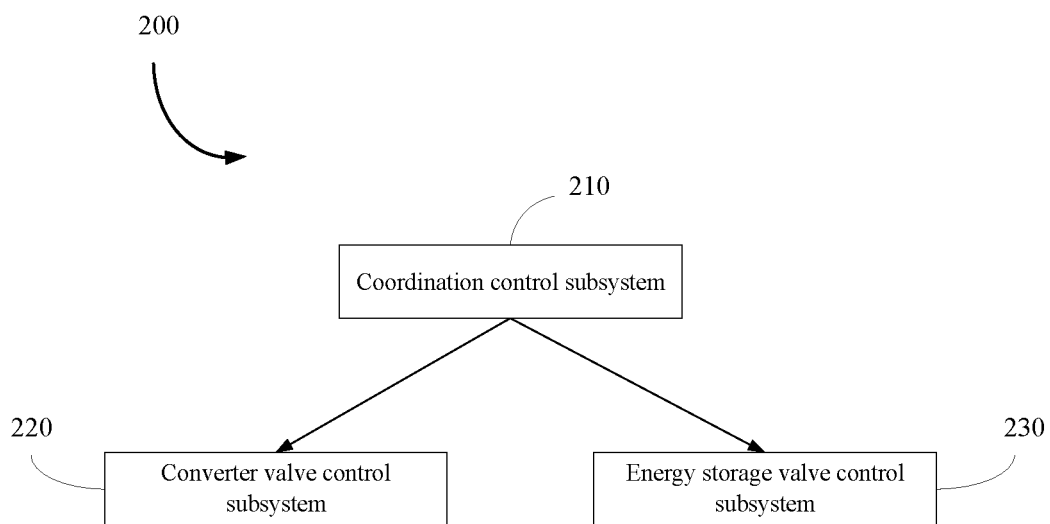 200
210
Coordination control subsystem
220
230
Converter valve control
subsystem
Energy storage valve control
subsystem